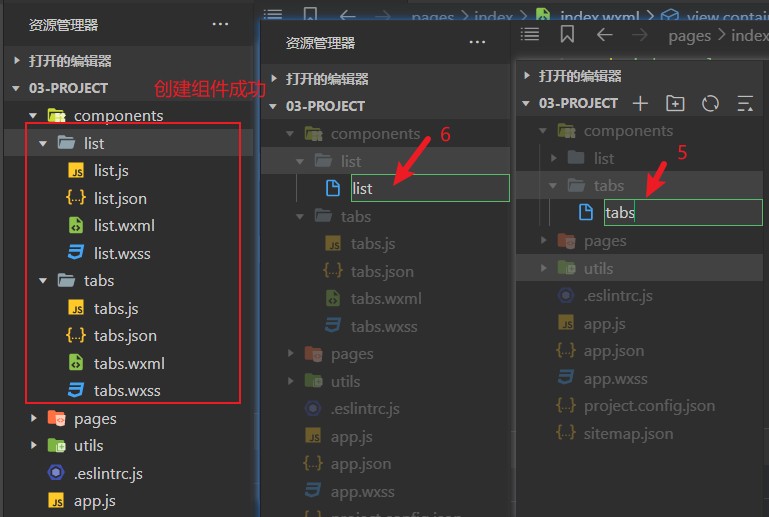 资源管理器
打开的编辑器
03-PROJECT
创建组件成功
components
list
list.js
list.json
list.wxml
list.wxss
tabs
tabs.js
tabs.json
tabs.wxml
tabs.wxss
pages
utils
.eslintrc.js
app.js
pages › index › index.wxml › view.contain
资源管理器
打开的编辑器
03-PROJECT
components
6
list
list
tabs
tabs.js
tabs.json
tabs.wxml
tabs.wxss
pages
utils
.eslintrc.js
app.js
app.json
app.wxss
project.config.json
pages › index
打开的编辑器
03-PROJECT
components
5
list
tabs
tabs
pages
utils
.eslintrc.js
app.js
app.json
app.wxss
project.config.json
sitemap.json